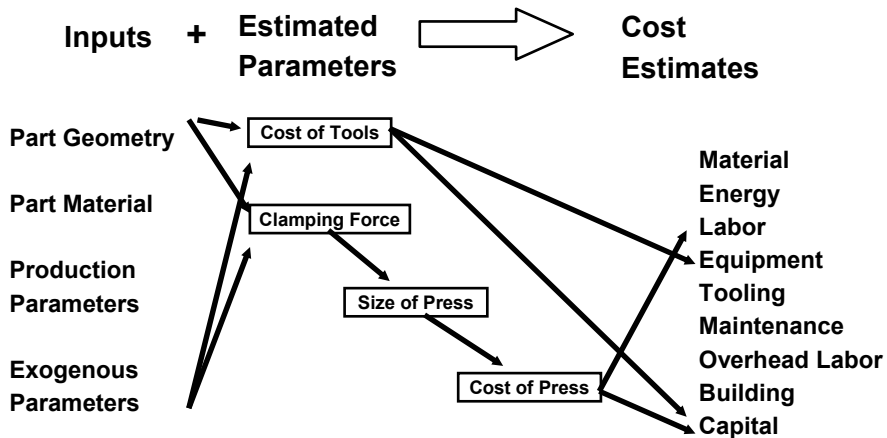 Inputs + Estimated Parameters
Cost Estimates
Part Geometry
Part Material
Production
Parameters
Exogenous
Parameters
Cost of Tools
Clamping Force
Size of Press
Cost of Press
Material
Energy
Labor
Equipment
Tooling
Maintenance
Overhead Labor
Building
Capital